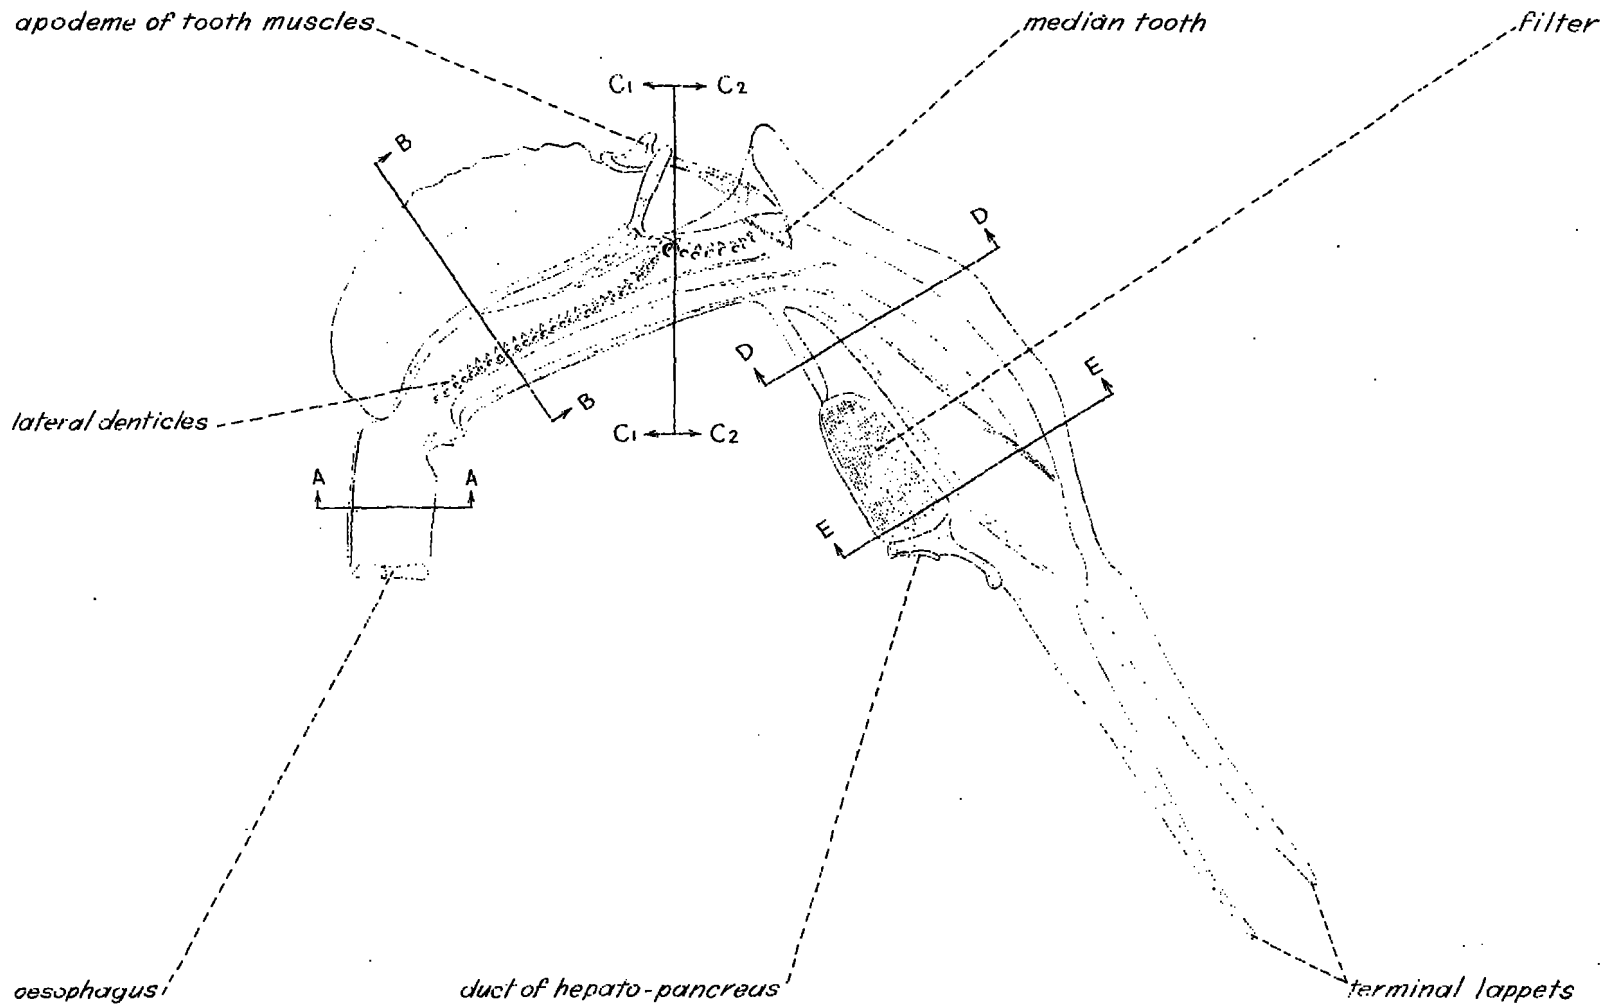 apodeme of tooth muscles
median tooth
filter
C1 C2
B
D
D
E
B
lateral denticles
C1 C2
A A
E
oesophagus
duct of hepato-pancreas
terminal lappets